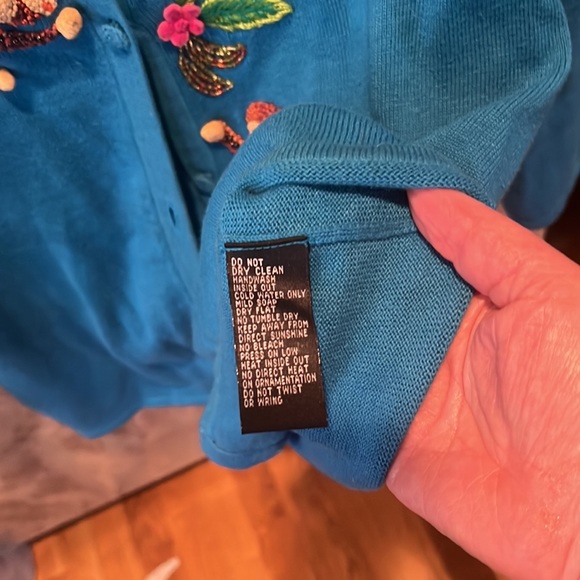 DO NOT
DRY CLEAN
HANDWASH
INSIDE OUT
COLD WATER ONLY
MILD SOAP
DRY FLAT
NO TUMBLE DRY
KEEP AWAY FROM
DIRECT SUNSHINE
NO BLEACH
PRESS ON LOW
HEAT INSIDE OUT
NO DIRECT HEAT
ON ORNAMENTATION
DO NOT TWIST
OR WRING